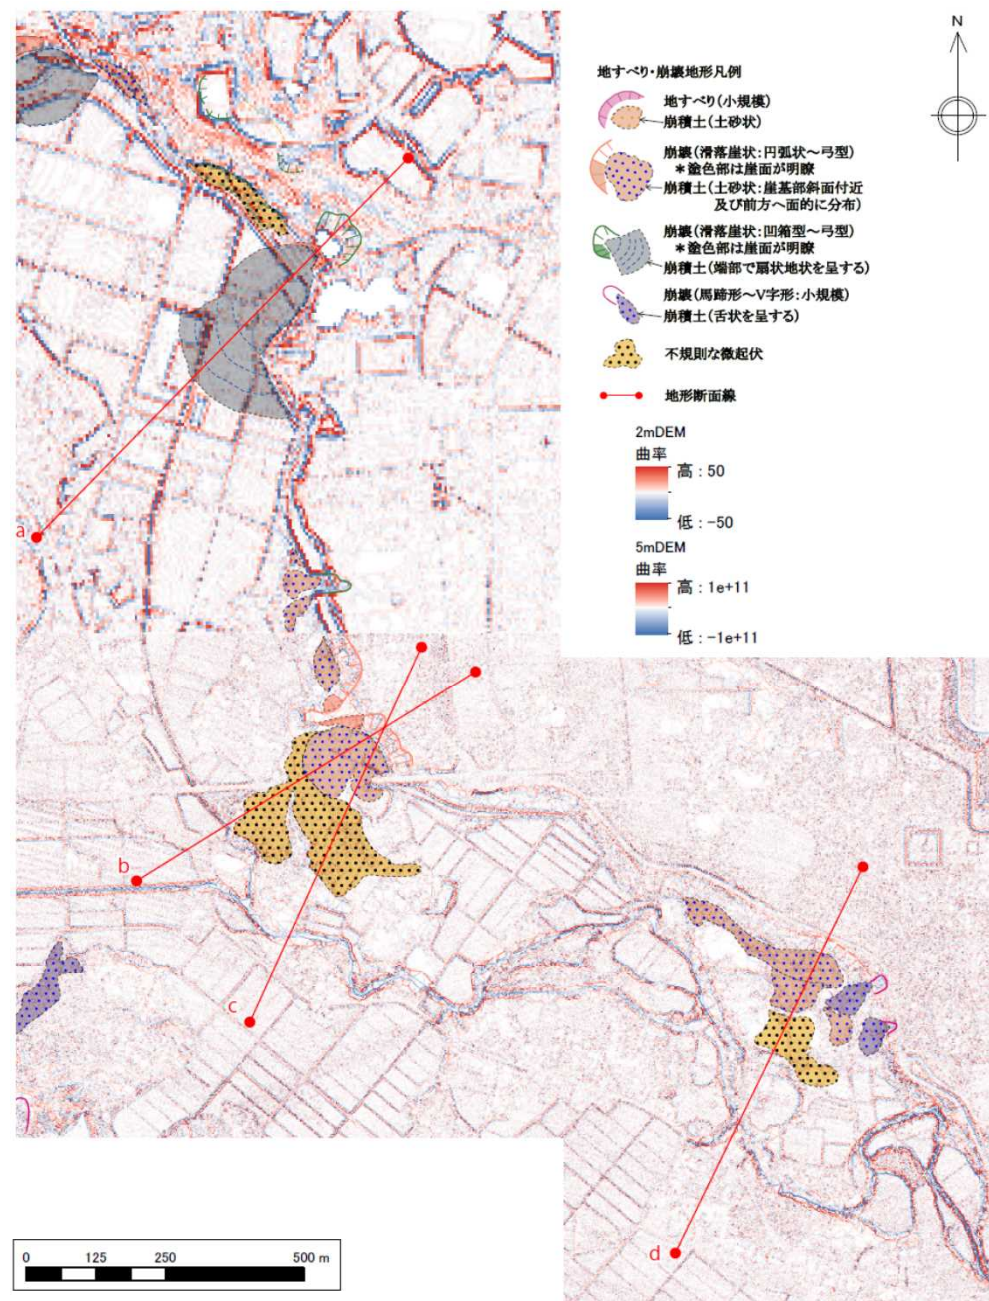 N
地すべり・崩壊地形凡例
地すべり(小規模)
崩積土(土砂状)
崩壊(滑落崖状:円弧状～弓型)
*塗色部は崖面が明瞭
崩積土(土砂状:崖基部斜面付近
及び前方へ面的に分布)
崩壊(滑落崖状:凹箱型～弓型)
*塗色部は崖面が明瞭
崩積土(端部で扇状地状を呈する)
崩壊(馬蹄形～V字形:小規模)
崩積土(舌状を呈する)
不規則な微起伏
地形断面線
2mDEM
曲率
高 : 50
低 : -50
5mDEM
曲率
高 : 1e+11
低 : -1e+11
a
b
c
d
0 125 250 500 m